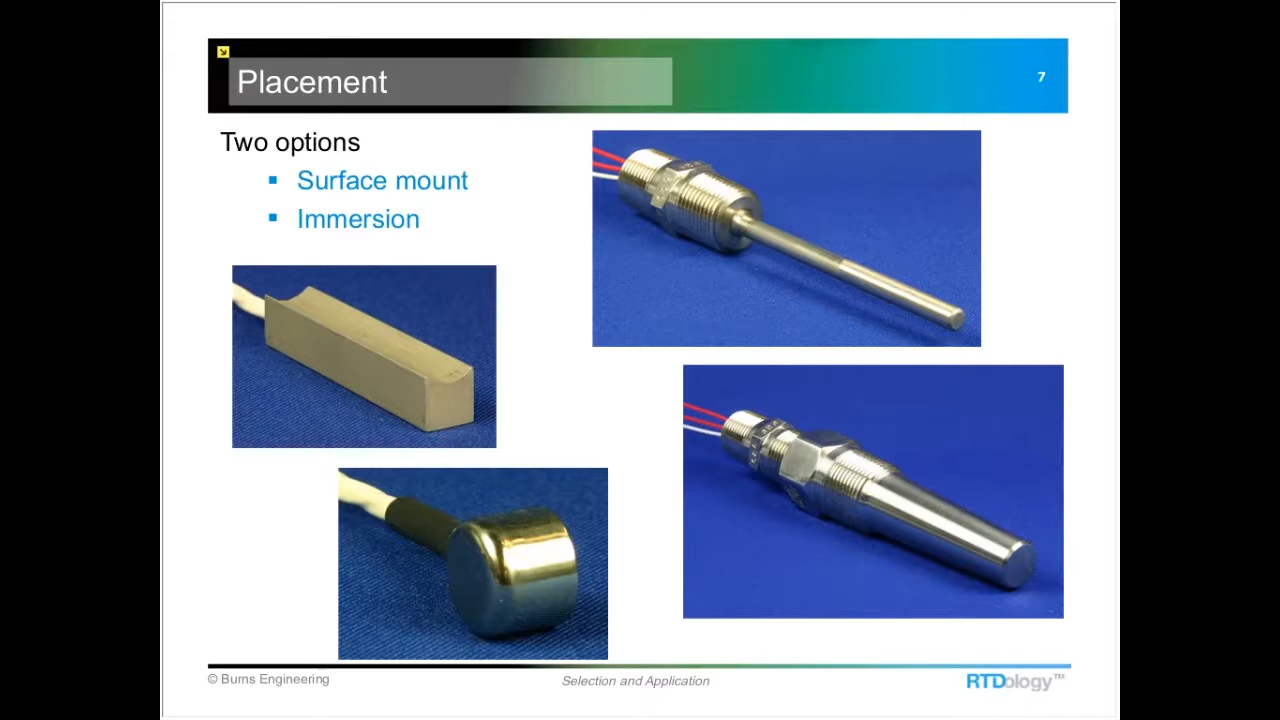 Placement
7
Two options
▪ Surface mount
▪ Immersion
© Burns Engineering
Selection and Application
RTDology™